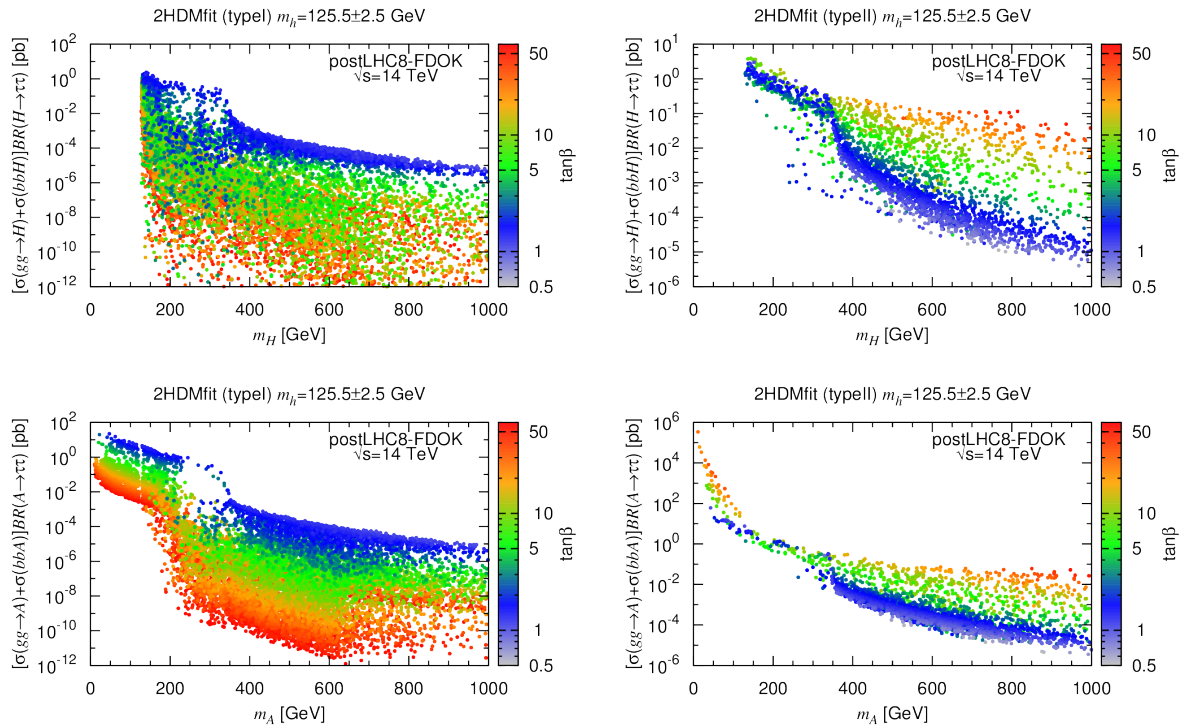 2HDMfit (typeI) m_h=125.5±2.5 GeV
postLHC8-FDOK
√s=14 TeV
[σ(gg→H)+σ(bbH)]BR(H→ττ) [pb]
10^2
10^0
10^-2
10^-4
10^-6
10^-8
10^-10
10^-12
0 200 400 600 800 1000
m_H [GeV]
50
10
5
1
0.5
tanβ
2HDMfit (typeII) m_h=125.5±2.5 GeV
postLHC8-FDOK
√s=14 TeV
[σ(gg→H)+σ(bbH)]BR(H→ττ) [pb]
10^1
10^0
10^-1
10^-2
10^-3
10^-4
10^-5
10^-6
0 200 400 600 800 1000
m_H [GeV]
50
10
5
1
0.5
tanβ
2HDMfit (typeI) m_h=125.5±2.5 GeV
postLHC8-FDOK
√s=14 TeV
[σ(gg→A)+σ(bbA)]BR(A→ττ) [pb]
10^2
10^0
10^-2
10^-4
10^-6
10^-8
10^-10
10^-12
0 200 400 600 800 1000
m_A [GeV]
50
10
5
1
0.5
tanβ
2HDMfit (typeII) m_h=125.5±2.5 GeV
postLHC8-FDOK
√s=14 TeV
[σ(gg→A)+σ(bbA)]BR(A→ττ) [pb]
10^6
10^4
10^2
10^0
10^-2
10^-4
10^-6
0 200 400 600 800 1000
m_A [GeV]
50
10
5
1
0.5
tanβ